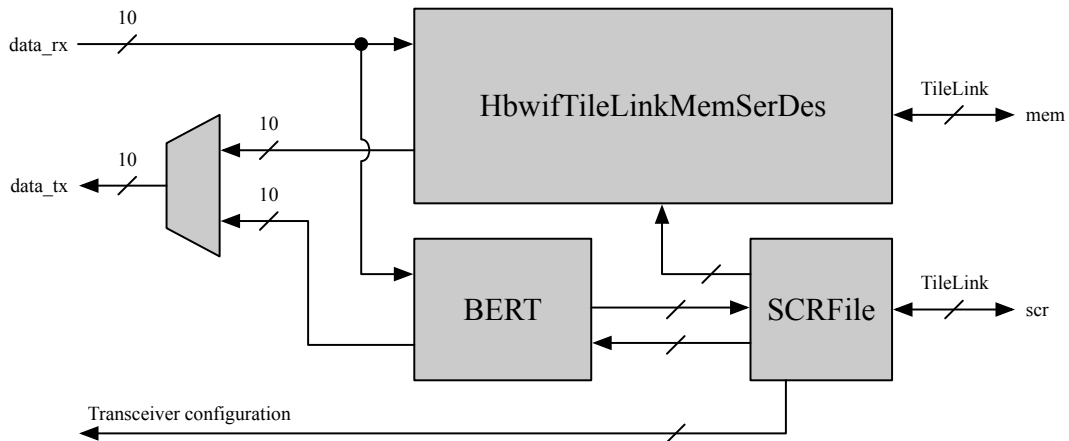 10
data_rx
HbwifTileLinkMemSerDes
TileLink
mem
10
10
data_tx
10
BERT
SCRFile
TileLink
scr
Transceiver configuration